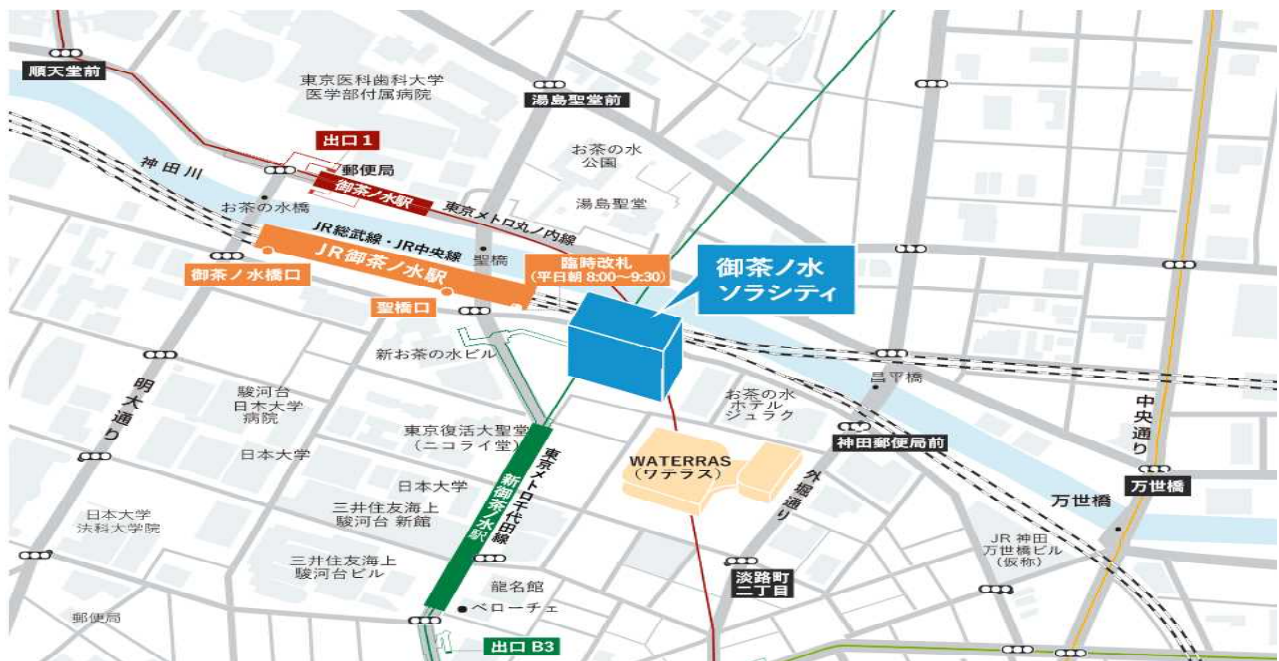 順天堂前
東京医科歯科大学
医学部付属病院
湯島聖堂前
出口1
郵便局
お茶の水
公園
神田川
御茶ノ水駅
東京メトロ丸ノ内線
湯島聖堂
お茶の水橋
JR総武線・JR中央線
JR御茶ノ水駅
聖橋
臨時改札
(平日朝 8:00~9:30)
御茶ノ水
ソラシティ
御茶ノ水橋口
聖橋口
新お茶の水ビル
昌平橋
明大通り
駿河台
日本大学
病院
お茶の水
ホテル
ジュラク
中央通り
東京復活大聖堂
(ニコライ堂)
神田郵便局前
日本大学
WATERRAS
(ワテラス)
外堀通り
万世橋
万世橋
東京メトロ千代田線
新御茶ノ水駅
日本大学
三井住友海上
駿河台 新館
日本大学
法科大学院
JR 神田
万世橋ビル
(仮称)
三井住友海上
駿河台ビル
淡路町
二丁目
龍名館
ベローチェ
郵便局
出口 B3